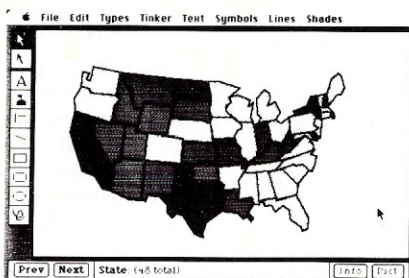 File Edit Types Tinker Text Symbols Lines Shades
A
Prev Next State: (48 total) Info Pict